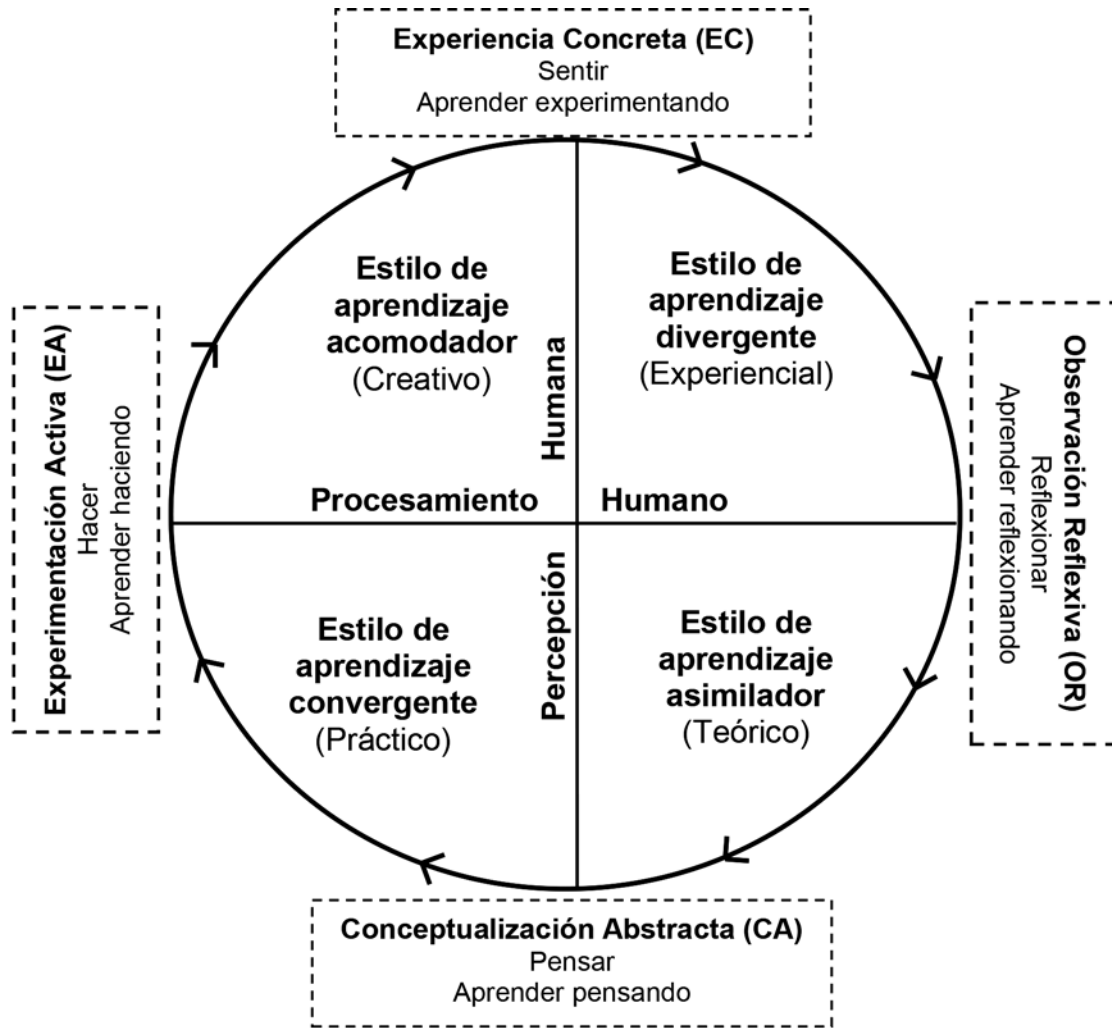 Experiencia Concreta (EC)
Sentir
Aprender experimentando
Estilo de
aprendizaje
acomodador
(Creativo)
Estilo de
aprendizaje
divergente
(Experiencial)
Humana
Experimentación Activa (EA)
Hacer
Aprender haciendo
Observación Reflexiva (OR)
Reflexionar
Aprender reflexionando
Procesamiento Humano
Percepción
Estilo de
aprendizaje
convergente
(Práctico)
Estilo de
aprendizaje
asimilador
(Teórico)
Conceptualización Abstracta (CA)
Pensar
Aprender pensando